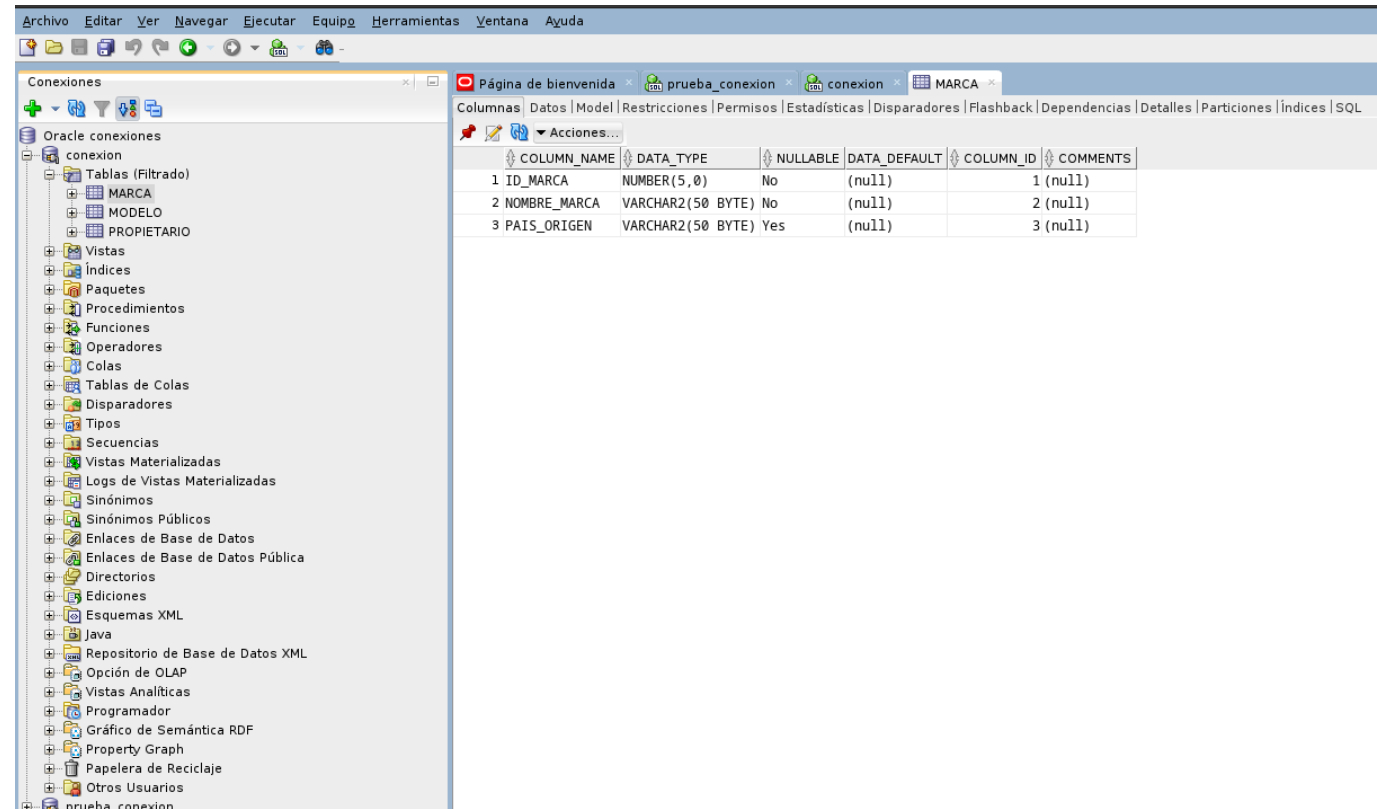 Archivo Editar Ver Navegar Ejecutar Equipo Herramientas Ventana Ayuda
Conexiones
Página de bienvenida prueba_conexion conexion MARCA
Columnas Datos Model Restricciones Permisos Estadísticas Disparadores Flashback Dependencias Detalles Particiones Índices SQL
Acciones...
COLUMN_NAME DATA_TYPE NULLABLE DATA_DEFAULT COLUMN_ID COMMENTS
1 ID_MARCA NUMBER(5,0) No (null) 1 (null)
2 NOMBRE_MARCA VARCHAR2(50 BYTE) No (null) 2 (null)
3 PAIS_ORIGEN VARCHAR2(50 BYTE) Yes (null) 3 (null)
Oracle conexiones
conexion
Tablas (Filtrado)
MARCA
MODELO
PROPIETARIO
Vistas
Índices
Paquetes
Procedimientos
Funciones
Operadores
Colas
Tablas de Colas
Disparadores
Tipos
Secuencias
Vistas Materializadas
Logs de Vistas Materializadas
Sinónimos
Sinónimos Públicos
Enlaces de Base de Datos
Enlaces de Base de Datos Pública
Directorios
Ediciones
Esquemas XML
Java
Repositorio de Base de Datos XML
Opción de OLAP
Vistas Analíticas
Programador
Gráfico de Semántica RDF
Property Graph
Papelera de Reciclaje
Otros Usuarios
prueba_conexion